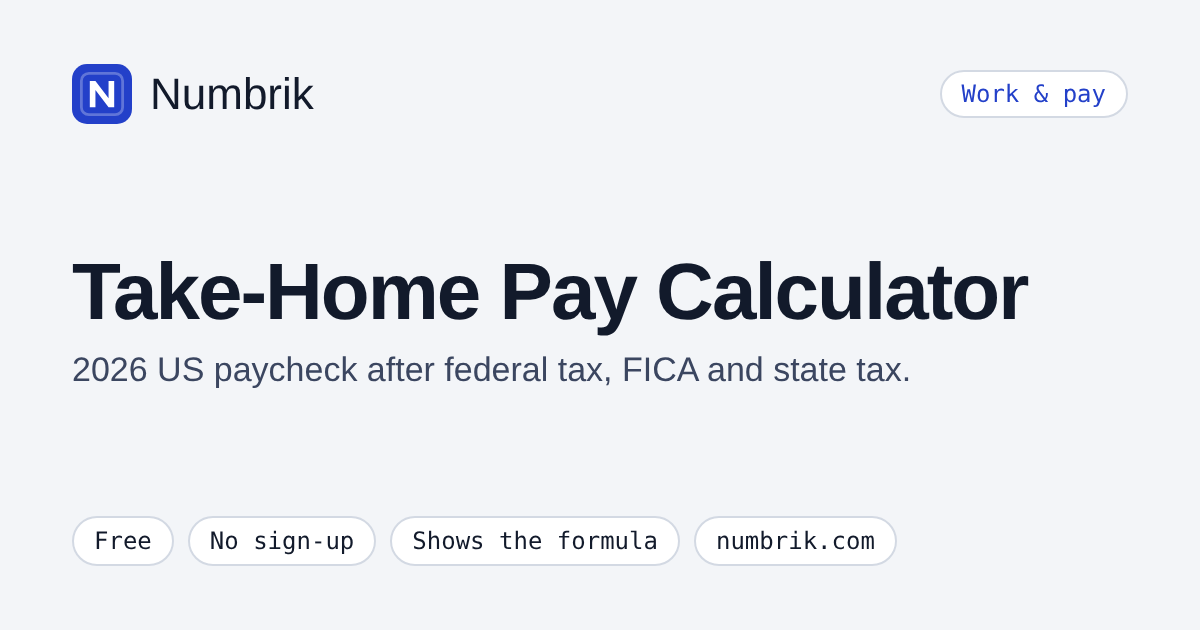 N Numbrik
Work & pay
Take-Home Pay Calculator
2026 US paycheck after federal tax, FICA and state tax.
Free
No sign-up
Shows the formula
numbrik.com